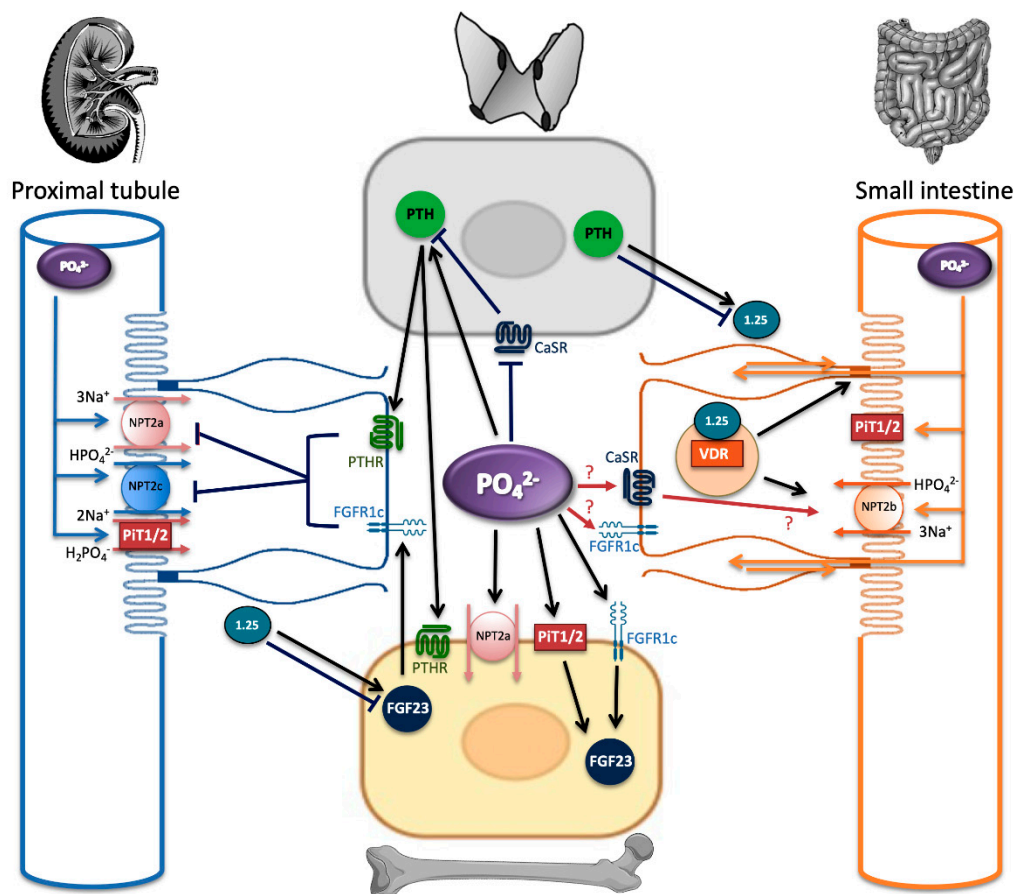 Proximal tubule
Small intestine
PTH
PTH
PO₄²⁻
PO₄²⁻
1.25
CaSR
3Na⁺
NPT2a
HPO₄²⁻
NPT2c
2Na⁺
PiT1/2
H₂PO₄⁻
PTHR
FGFR1c
PO₄²⁻
?
?
CaSR
FGFR1c
1.25
VDR
?
PiT1/2
HPO₄²⁻
NPT2b
3Na⁺
1.25
PTHR
NPT2a
PiT1/2
FGFR1c
FGF23
FGF23